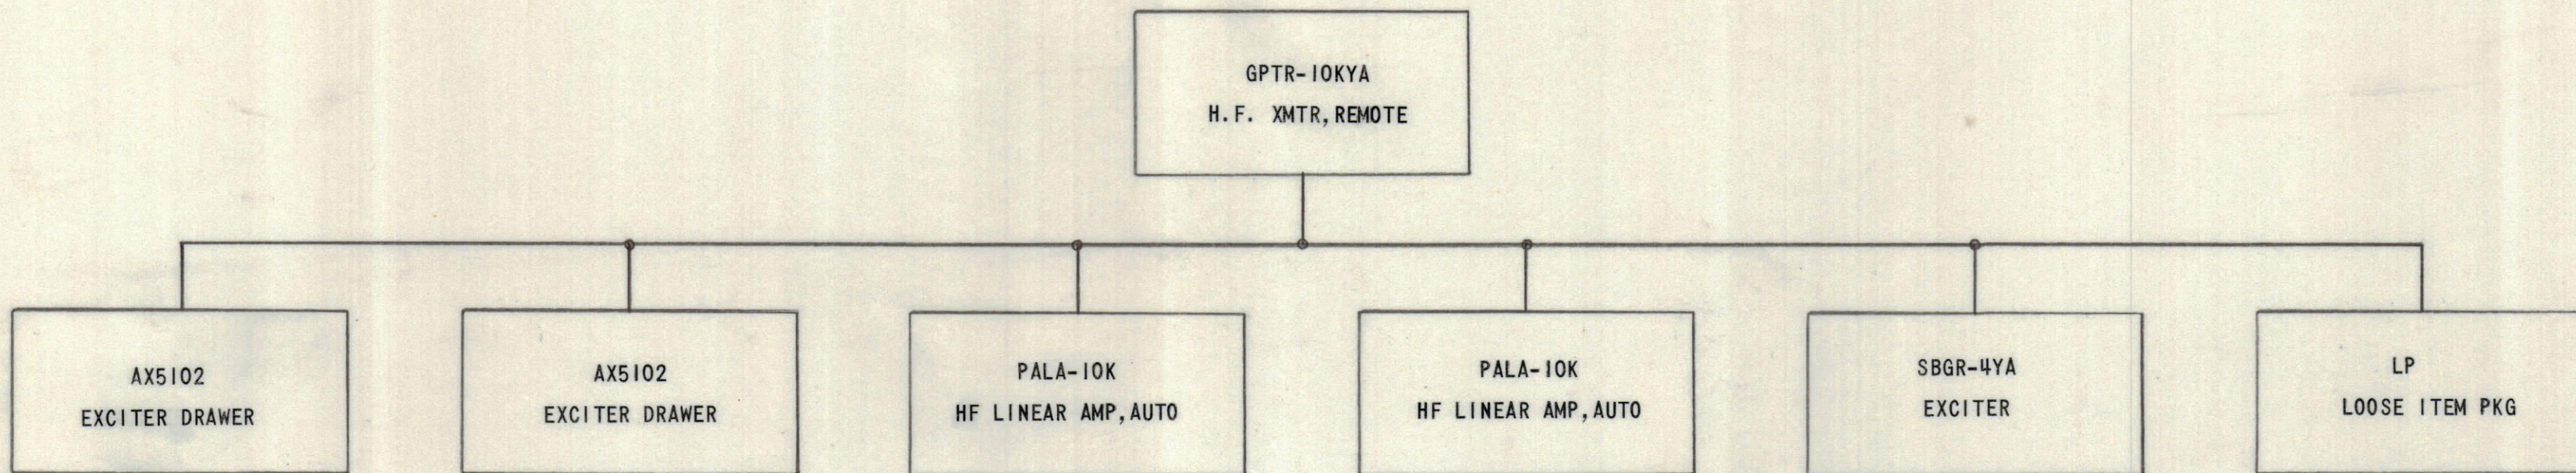 GPTR-10KYA
H.F. XMTR,REMOTE
AX5102
EXCITER DRAWER
AX5102
EXCITER DRAWER
PALA-10K
HF LINEAR AMP,AUTO
PALA-10K
HF LINEAR AMP,AUTO
SBGR-4YA
EXCITER
LP
LOOSE ITEM PKG